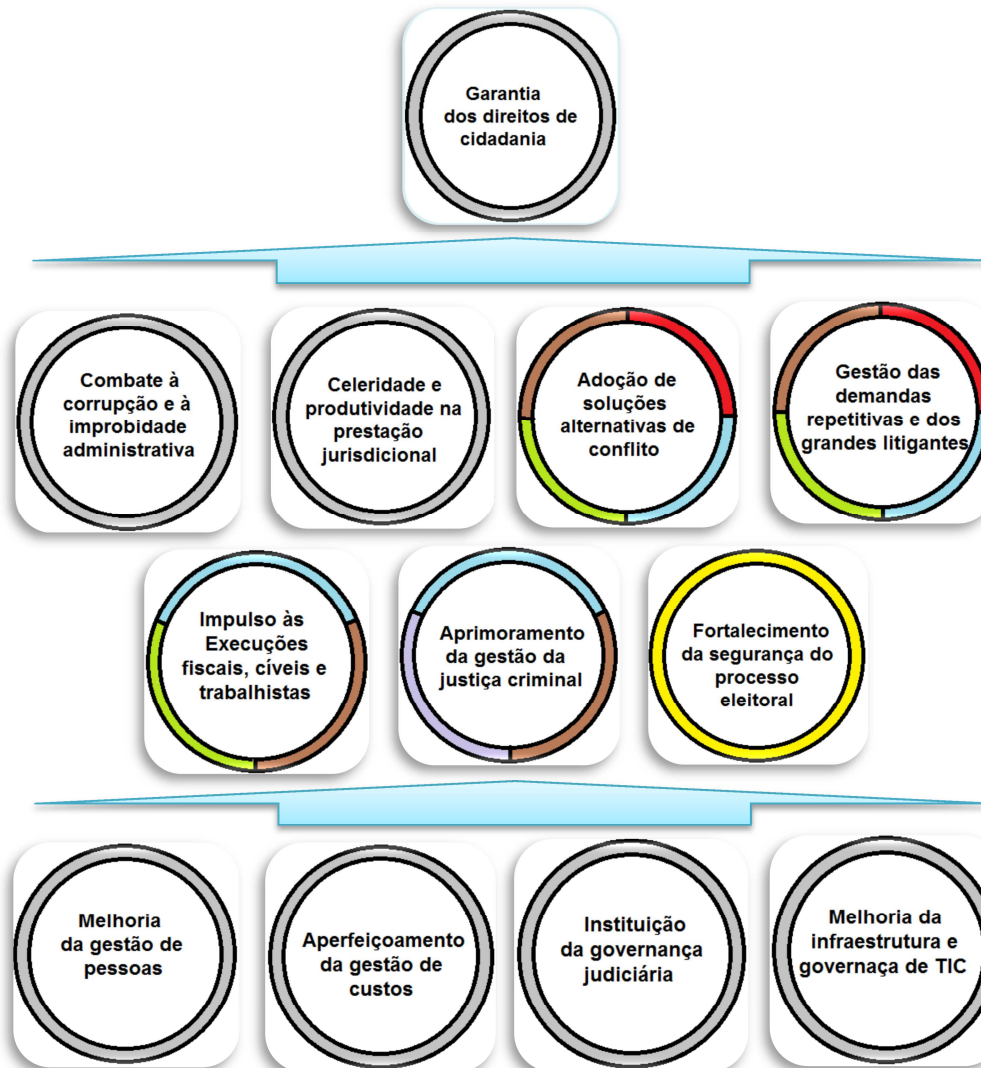 Garantia
dos direitos de
cidadania
Combate à
corrupção e à
improbidade
administrativa
Celeridade e
produtividade na
prestação
jurisdicional
Adoção de
soluções
alternativas de
conflito
Gestão das
demandas
repetitivas e dos
grandes litigantes
Impulso às
Execuções
fiscais, cíveis e
trabalhistas
Aprimoramento
da gestão da
justiça criminal
Fortalecimento
da segurança do
processo
eleitoral
Melhoria
da gestão de
pessoas
Aperfeiçoamento
da gestão de
custos
Instituição
da governança
judiciária
Melhoria da
infraestrutura e
governaça de TIC